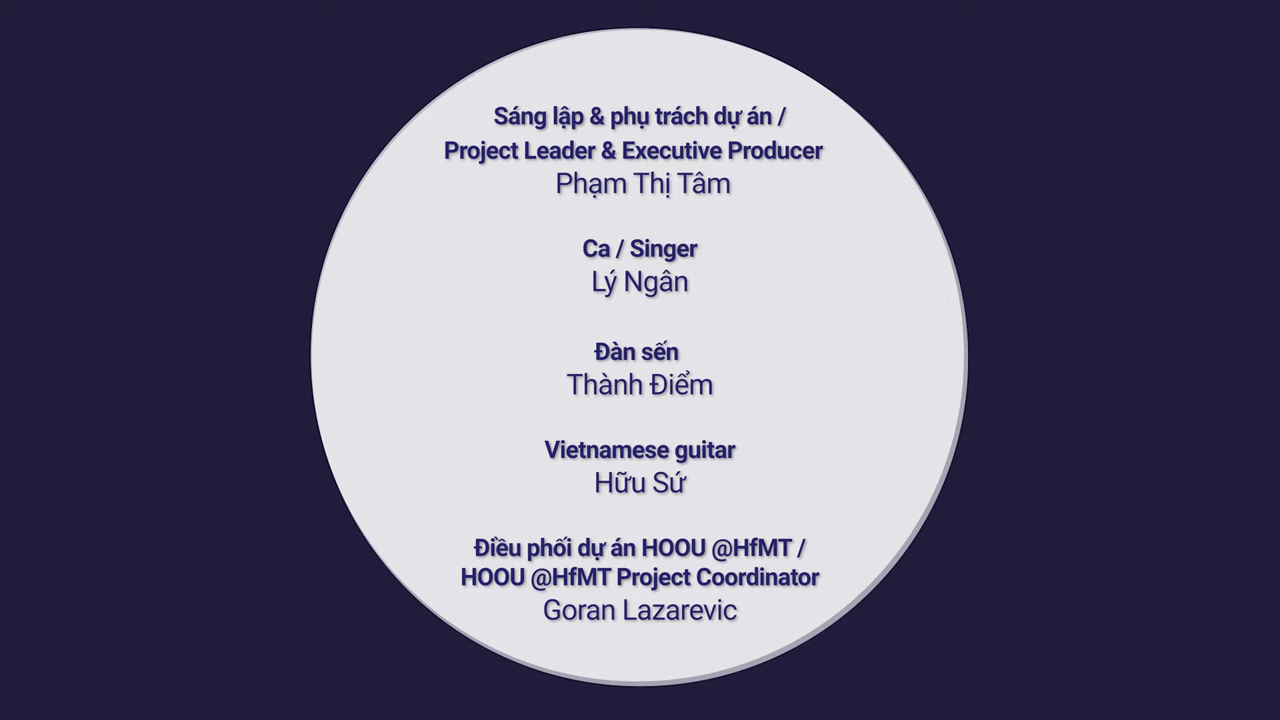 Sáng lập & phụ trách dự án /
Project Leader & Executive Producer
Phạm Thị Tâm
Ca / Singer
Lý Ngân
Đàn sến
Thành Điểm
Vietnamese guitar
Hữu Sứ
Điều phối dự án HOOU @HfMT /
HOOU @HfMT Project Coordinator
Goran Lazarevic